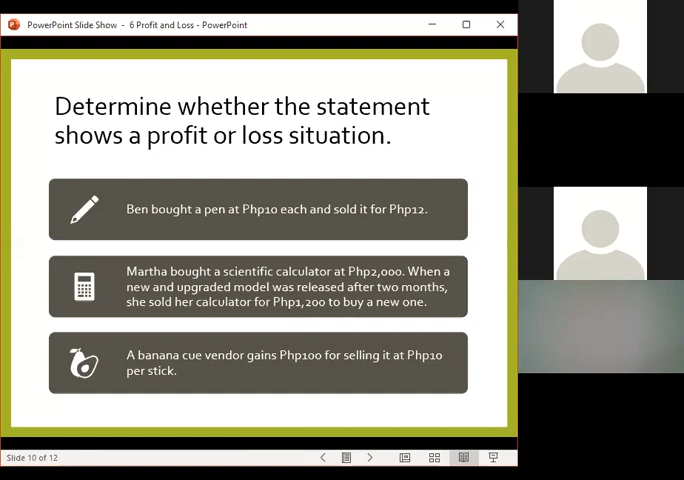 PowerPoint Slide Show - 6 Profit and Loss - PowerPoint
Determine whether the statement
shows a profit or loss situation.
Ben bought a pen at Php10 each and sold it for Php12.
Martha bought a scientific calculator at Php2,000. When a
new and upgraded model was released after two months,
she sold her calculator for Php1,200 to buy a new one.
A banana cue vendor gains Php100 for selling it at Php10
per stick.
Slide 10 of 12